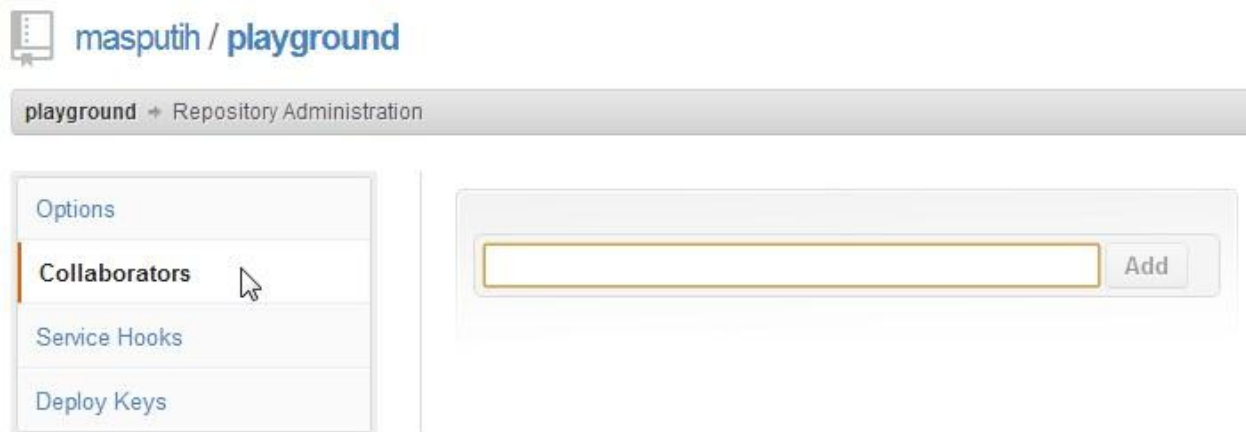 masputih / playground
playground → Repository Administration
Options
Collaborators
Service Hooks
Deploy Keys
Add